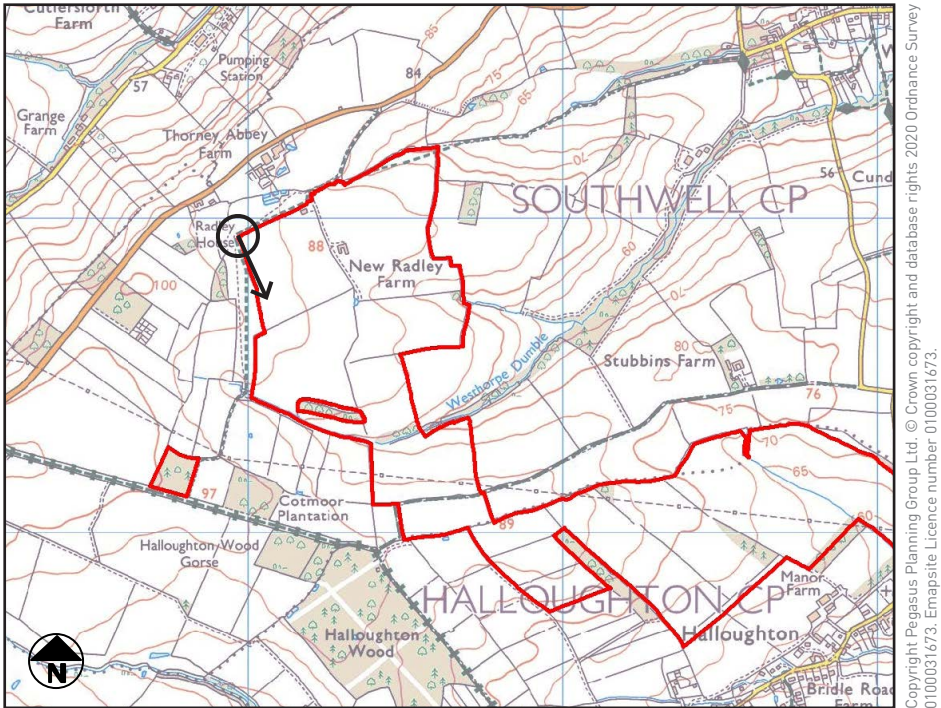 Cutlersforth
Farm
Pumping
Station
57
84
85
75
65
Grange
Farm
Thorney Abbey
Farm
70
56
Cund
SOUTHWELL CP
Radley
House
88
New Radley
Farm
60
100
70
Westhorpe Dumble
80
Stubbins Farm
76
75
70
65
97
Cotmoor
Plantation
89
60
Halloughton Wood
Gorse
Manor
Farm
HALLOUGHTON CP
Halloughton
Wood
Halloughton
N
Bridle Road
Farm
Copyright Pegasus Planning Group Ltd. © Crown copyright and database rights 2020 Ordnance Survey
0100031673. Emapsite Licence number 0100031673.